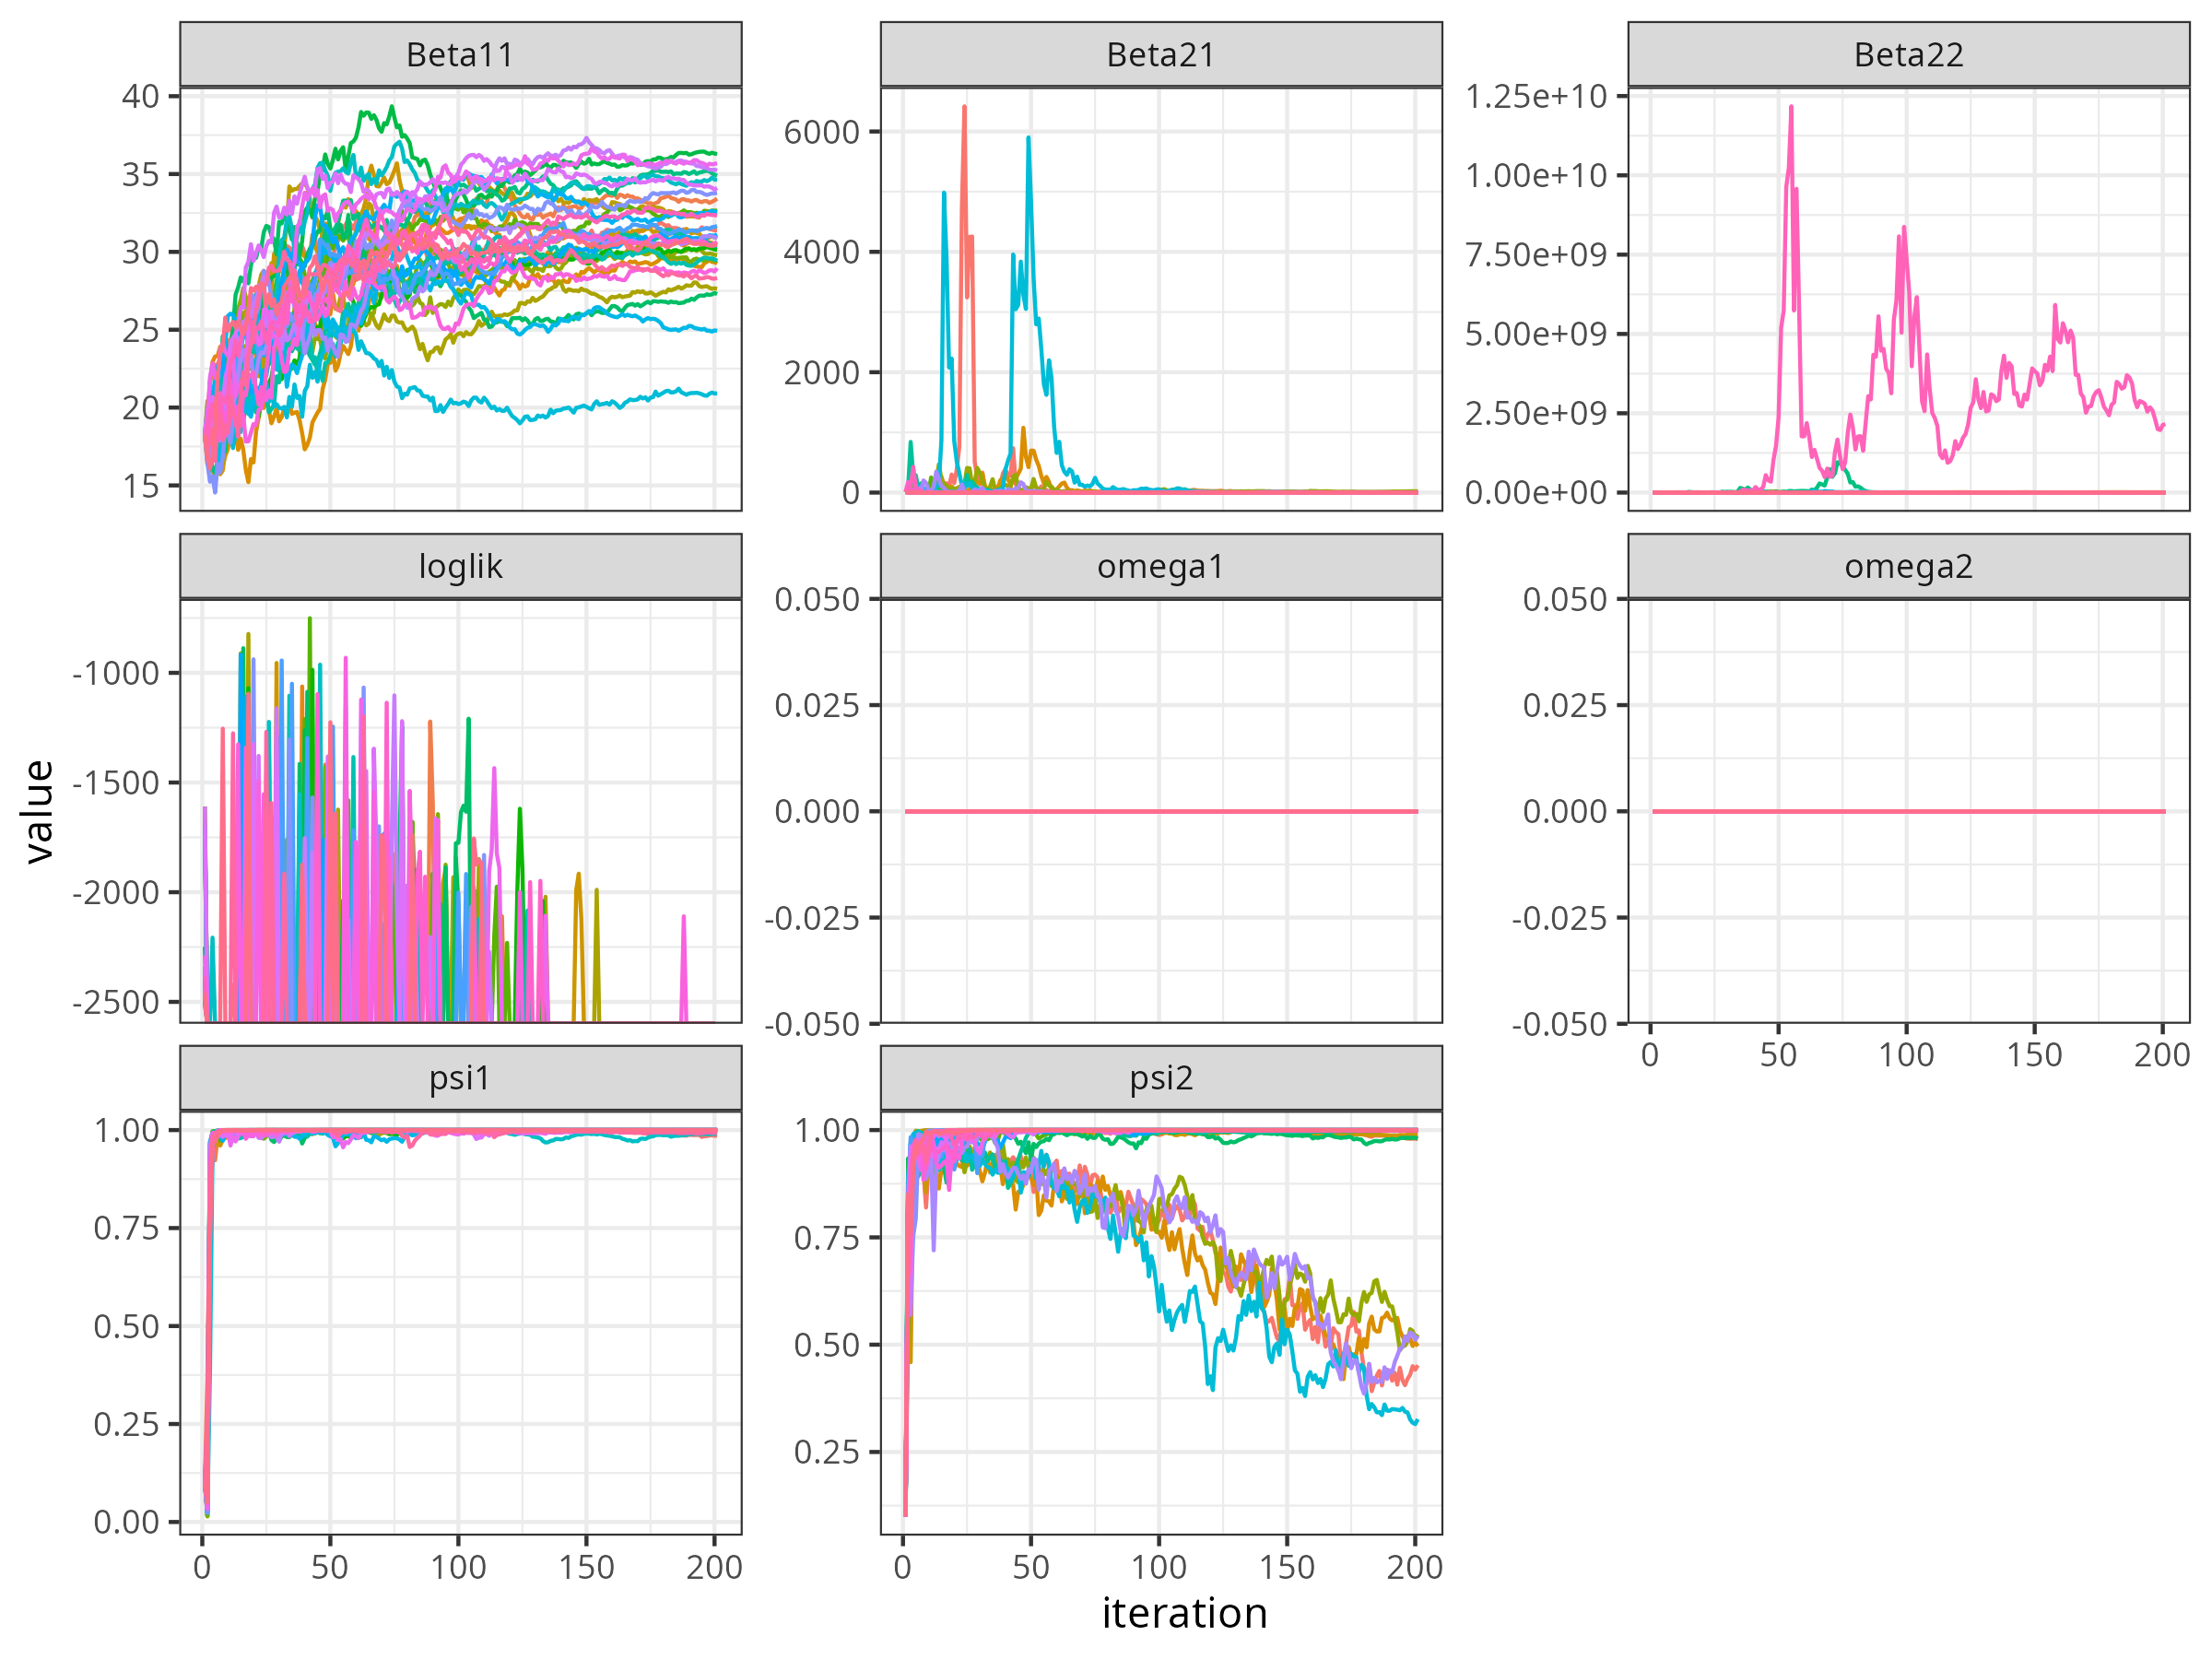 Beta11
Beta21
Beta22
40
35
30
25
20
15
6000
4000
2000
0
1.25e+10
1.00e+10
7.50e+09
5.00e+09
2.50e+09
0.00e+00
loglik
omega1
omega2
-1000
-1500
-2000
-2500
0.050
0.025
0.000
-0.025
-0.050
0.050
0.025
0.000
-0.025
-0.050
0 50 100 150 200
value
psi1
psi2
1.00
0.75
0.50
0.25
0.00
1.00
0.75
0.50
0.25
0 50 100 150 200
0 50 100 150 200
iteration